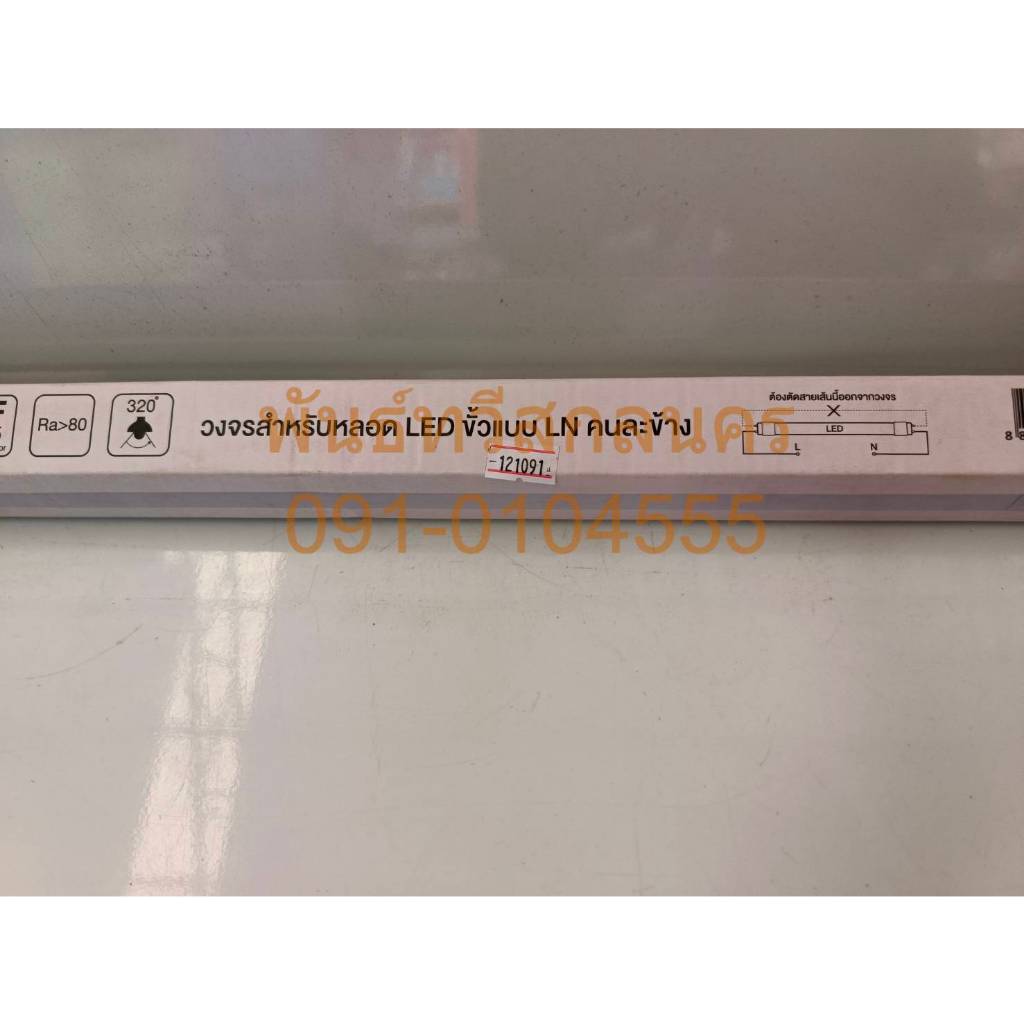 พันธ์ทวีสกลนคร
091-0104555
Ra>80
320°
วงจรสำหรับหลอด LED ขั้วแบบ LN คนละข้าง
-121091
ต้องตัดสายเส้นนี้ออกจากวงจร
LED
L
N
8